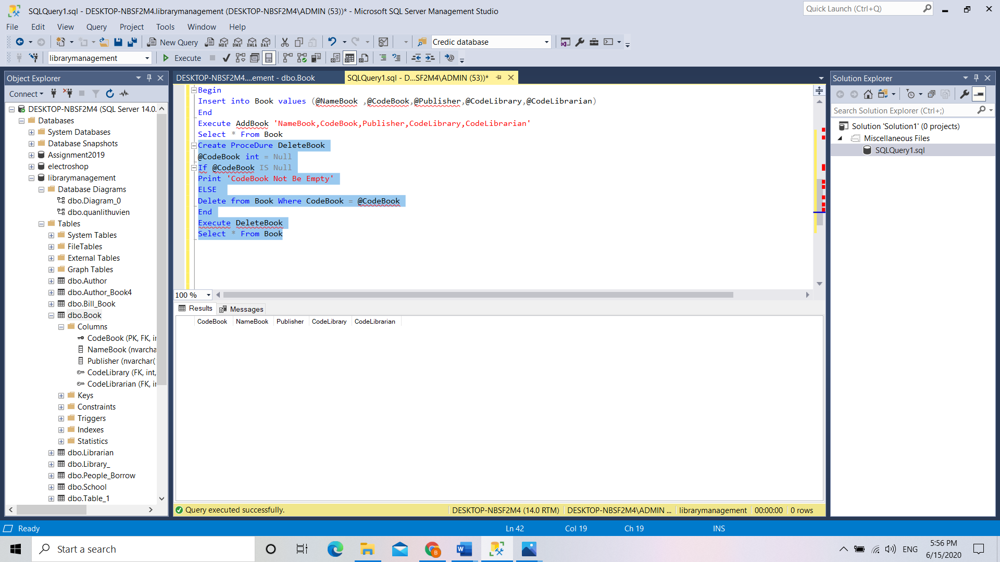 SQLQuery1.sql - DESKTOP-NBSF2M4.librarymanagement (DESKTOP-NBSF2M4\ADMIN (53))* - Microsoft SQL Server Management Studio
Quick Launch (Ctrl+Q)
File Edit View Query Project Tools Window Help
New Query MDX DMX XMLA DAX Credic database
librarymanagement Execute
Object Explorer
Connect
DESKTOP-NBSF2M4 (SQL Server 14.0.
Databases
System Databases
Database Snapshots
Assignment2019
electroshop
librarymanagement
Database Diagrams
dbo.Diagram_0
dbo.quanlithuvien
Tables
System Tables
FileTables
External Tables
Graph Tables
dbo.Author
dbo.Author_Book4
dbo.Bill_Book
dbo.Book
Columns
CodeBook (PK, FK, in
NameBook (nvarcha
Publisher (nvarchar(
CodeLibrary (FK, int,
CodeLibrarian (FK, in
Keys
Constraints
Triggers
Indexes
Statistics
dbo.Librarian
dbo.Library_
dbo.People_Borrow
dbo.School
dbo.Table_1
DESKTOP-NBSF2M4....ement - dbo.Book
SQLQuery1.sql - D...SF2M4\ADMIN (53))*
Begin
Insert into Book values (@NameBook ,@CodeBook,@Publisher,@CodeLibrary,@CodeLibrarian)
End
Execute AddBook 'NameBook,CodeBook,Publisher,CodeLibrary,CodeLibrarian'
Select * From Book
Create ProceDure DeleteBook
@CodeBook int = Null
If @CodeBook IS Null
Print 'CodeBook Not Be Empty'
ELSE
Delete from Book Where CodeBook = @CodeBook
End
Execute DeleteBook
Select * From Book
100 %
Results Messages
CodeBook NameBook Publisher CodeLibrary CodeLibrarian
Query executed successfully. DESKTOP-NBSF2M4 (14.0 RTM) DESKTOP-NBSF2M4\ADMIN ... librarymanagement 00:00:00 0 rows
Solution Explorer
Search Solution Explorer (Ctrl+;)
Solution 'Solution1' (0 projects)
Miscellaneous Files
SQLQuery1.sql
Ready Ln 42 Col 19 Ch 19 INS
Start a search
ENG
5:56 PM
6/15/2020